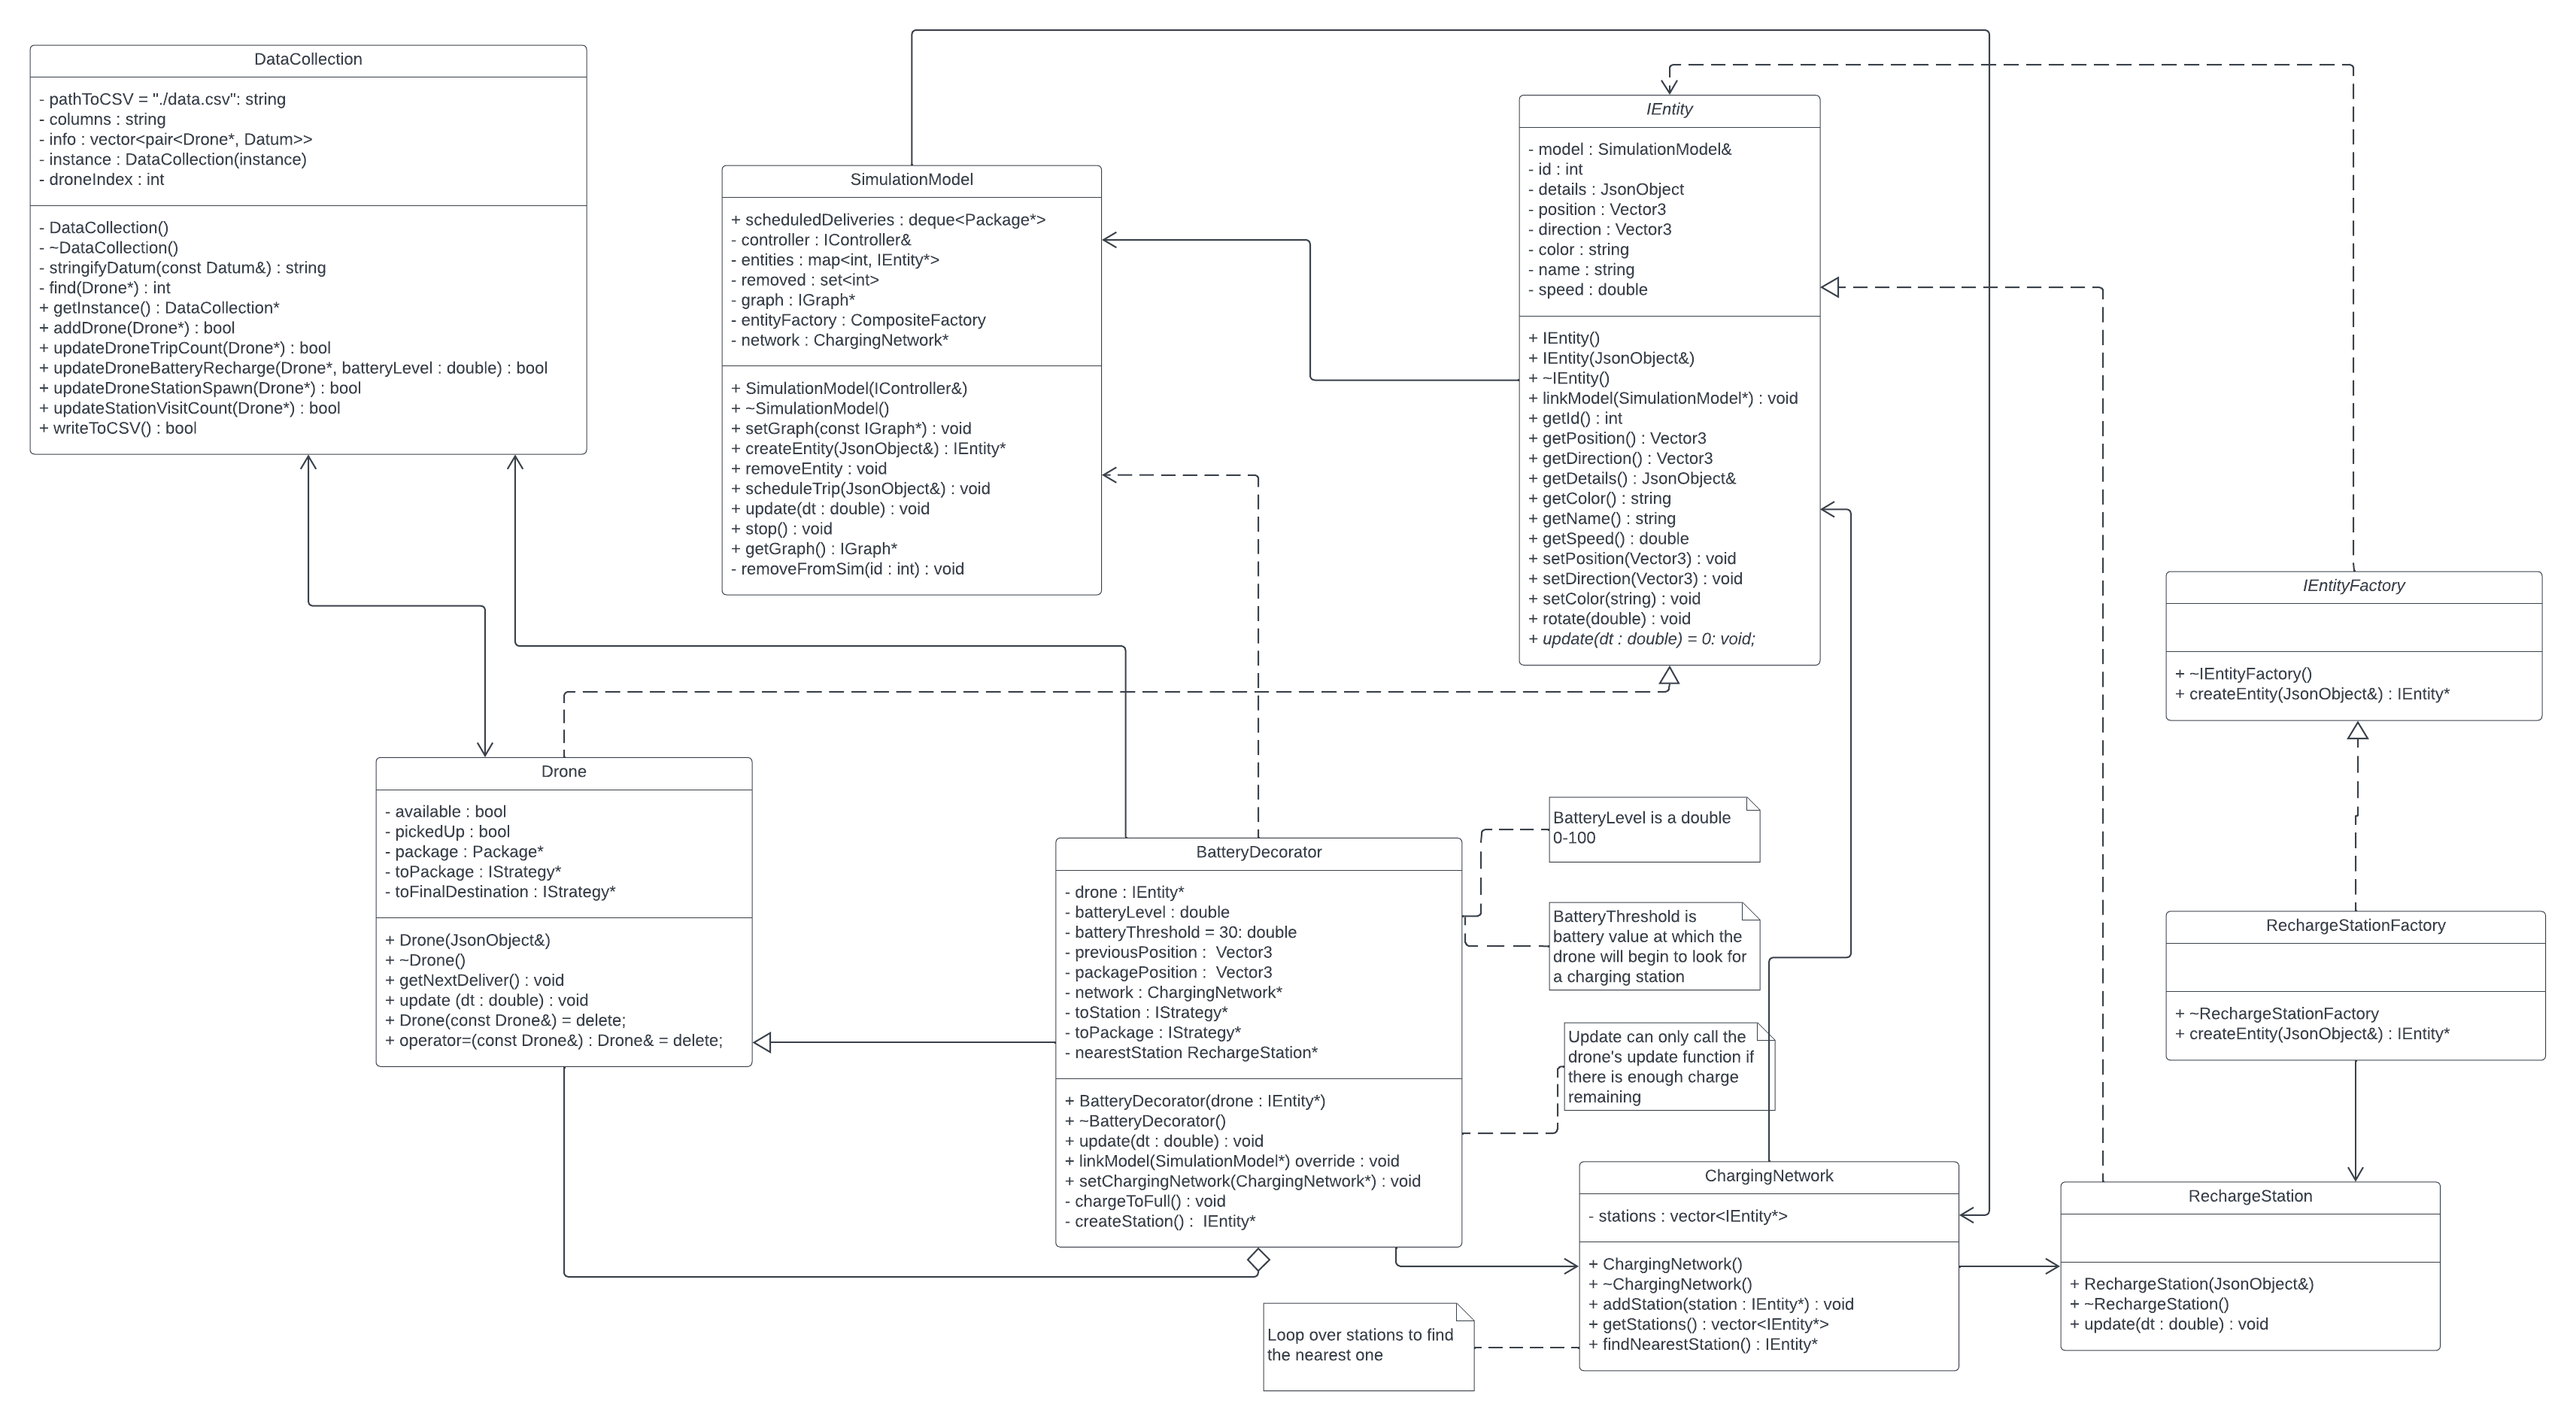 DataCollection
- pathToCSV = "./data.csv": string
- columns : string
- info : vector<pair<Drone*, Datum>>
- instance : DataCollection(instance)
- droneIndex : int
- DataCollection()
- ~DataCollection()
- stringifyDatum(const Datum&) : string
- find(Drone*) : int
+ getInstance() : DataCollection*
+ addDrone(Drone*) : bool
+ updateDroneTripCount(Drone*) : bool
+ updateDroneBatteryRecharge(Drone*, batteryLevel : double) : bool
+ updateDroneStationSpawn(Drone*) : bool
+ updateStationVisitCount(Drone*) : bool
+ writeToCSV() : bool
SimulationModel
+ scheduledDeliveries : deque<Package*>
- controller : IController&
- entities : map<int, IEntity*>
- removed : set<int>
- graph : IGraph*
- entityFactory : CompositeFactory
- network : ChargingNetwork*
+ SimulationModel(IController&)
+ ~SimulationModel()
+ setGraph(const IGraph*) : void
+ createEntity(JsonObject&) : IEntity*
+ removeEntity : void
+ scheduleTrip(JsonObject&) : void
+ update(dt : double) : void
+ stop() : void
+ getGraph() : IGraph*
- removeFromSim(id : int) : void
IEntity
- model : SimulationModel&
- id : int
- details : JsonObject
- position : Vector3
- direction : Vector3
- color : string
- name : string
- speed : double
+ IEntity()
+ IEntity(JsonObject&)
+ ~IEntity()
+ linkModel(SimulationModel*) : void
+ getId() : int
+ getPosition() : Vector3
+ getDirection() : Vector3
+ getDetails() : JsonObject&
+ getColor() : string
+ getName() : string
+ getSpeed() : double
+ setPosition(Vector3) : void
+ setDirection(Vector3) : void
+ setColor(string) : void
+ rotate(double) : void
+ update(dt : double) = 0: void;
IEntityFactory
+ ~IEntityFactory()
+ createEntity(JsonObject&) : IEntity*
Drone
- available : bool
- pickedUp : bool
- package : Package*
- toPackage : IStrategy*
- toFinalDestination : IStrategy*
+ Drone(JsonObject&)
+ ~Drone()
+ getNextDeliver() : void
+ update (dt : double) : void
+ Drone(const Drone&) = delete;
+ operator=(const Drone&) : Drone& = delete;
BatteryDecorator
- drone : IEntity*
- batteryLevel : double
- batteryThreshold = 30: double
- previousPosition :  Vector3
- packagePosition :  Vector3
- network : ChargingNetwork*
- toStation : IStrategy*
- toPackage : IStrategy*
- nearestStation RechargeStation*
+ BatteryDecorator(drone : IEntity*)
+ ~BatteryDecorator()
+ update(dt : double) : void
+ linkModel(SimulationModel*) override : void
+ setChargingNetwork(ChargingNetwork*) : void
- chargeToFull() : void
- createStation() :  IEntity*
BatteryLevel is a double
0-100
BatteryThreshold is
battery value at which the
drone will begin to look for
a charging station
Update can only call the
drone's update function if
there is enough charge
remaining
RechargeStationFactory
+ ~RechargeStationFactory
+ createEntity(JsonObject&) : IEntity*
ChargingNetwork
- stations : vector<IEntity*>
+ ChargingNetwork()
+ ~ChargingNetwork()
+ addStation(station : IEntity*) : void
+ getStations() : vector<IEntity*>
+ findNearestStation() : IEntity*
RechargeStation
+ RechargeStation(JsonObject&)
+ ~RechargeStation()
+ update(dt : double) : void
Loop over stations to find
the nearest one